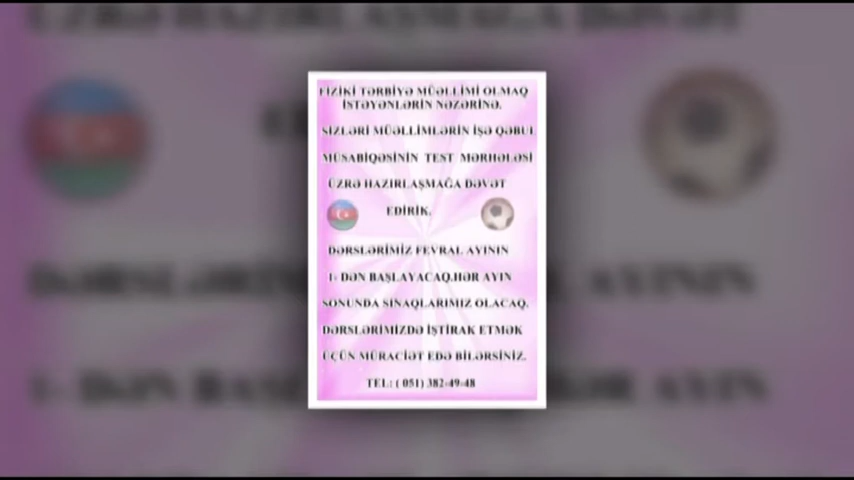 FİZİKİ TƏRBİYƏ MÜƏLLİMİ OLMAQ
İSTƏYƏNLƏRİN NƏZƏRİNƏ.
SİZLƏRİ MÜƏLLİMLƏRİN İŞƏ QƏBUL
MÜSABİQƏSİNİN TEST MƏRHƏLƏSİ
ÜZRƏ HAZIRLAŞMAĞA DƏVƏT
EDİRİK.
DƏRSLƏRİMİZ FEVRAL AYININ
1- DƏN BAŞLAYACAQ.HƏR AYIN
SONUNDA SINAQLARIMIZ OLACAQ.
DƏRSLƏRİMİZDƏ İŞTİRAK ETMƏK
ÜÇÜN MÜRACİƏT EDƏ BİLƏRSİNİZ.
TEL: ( 051) 382-49-48